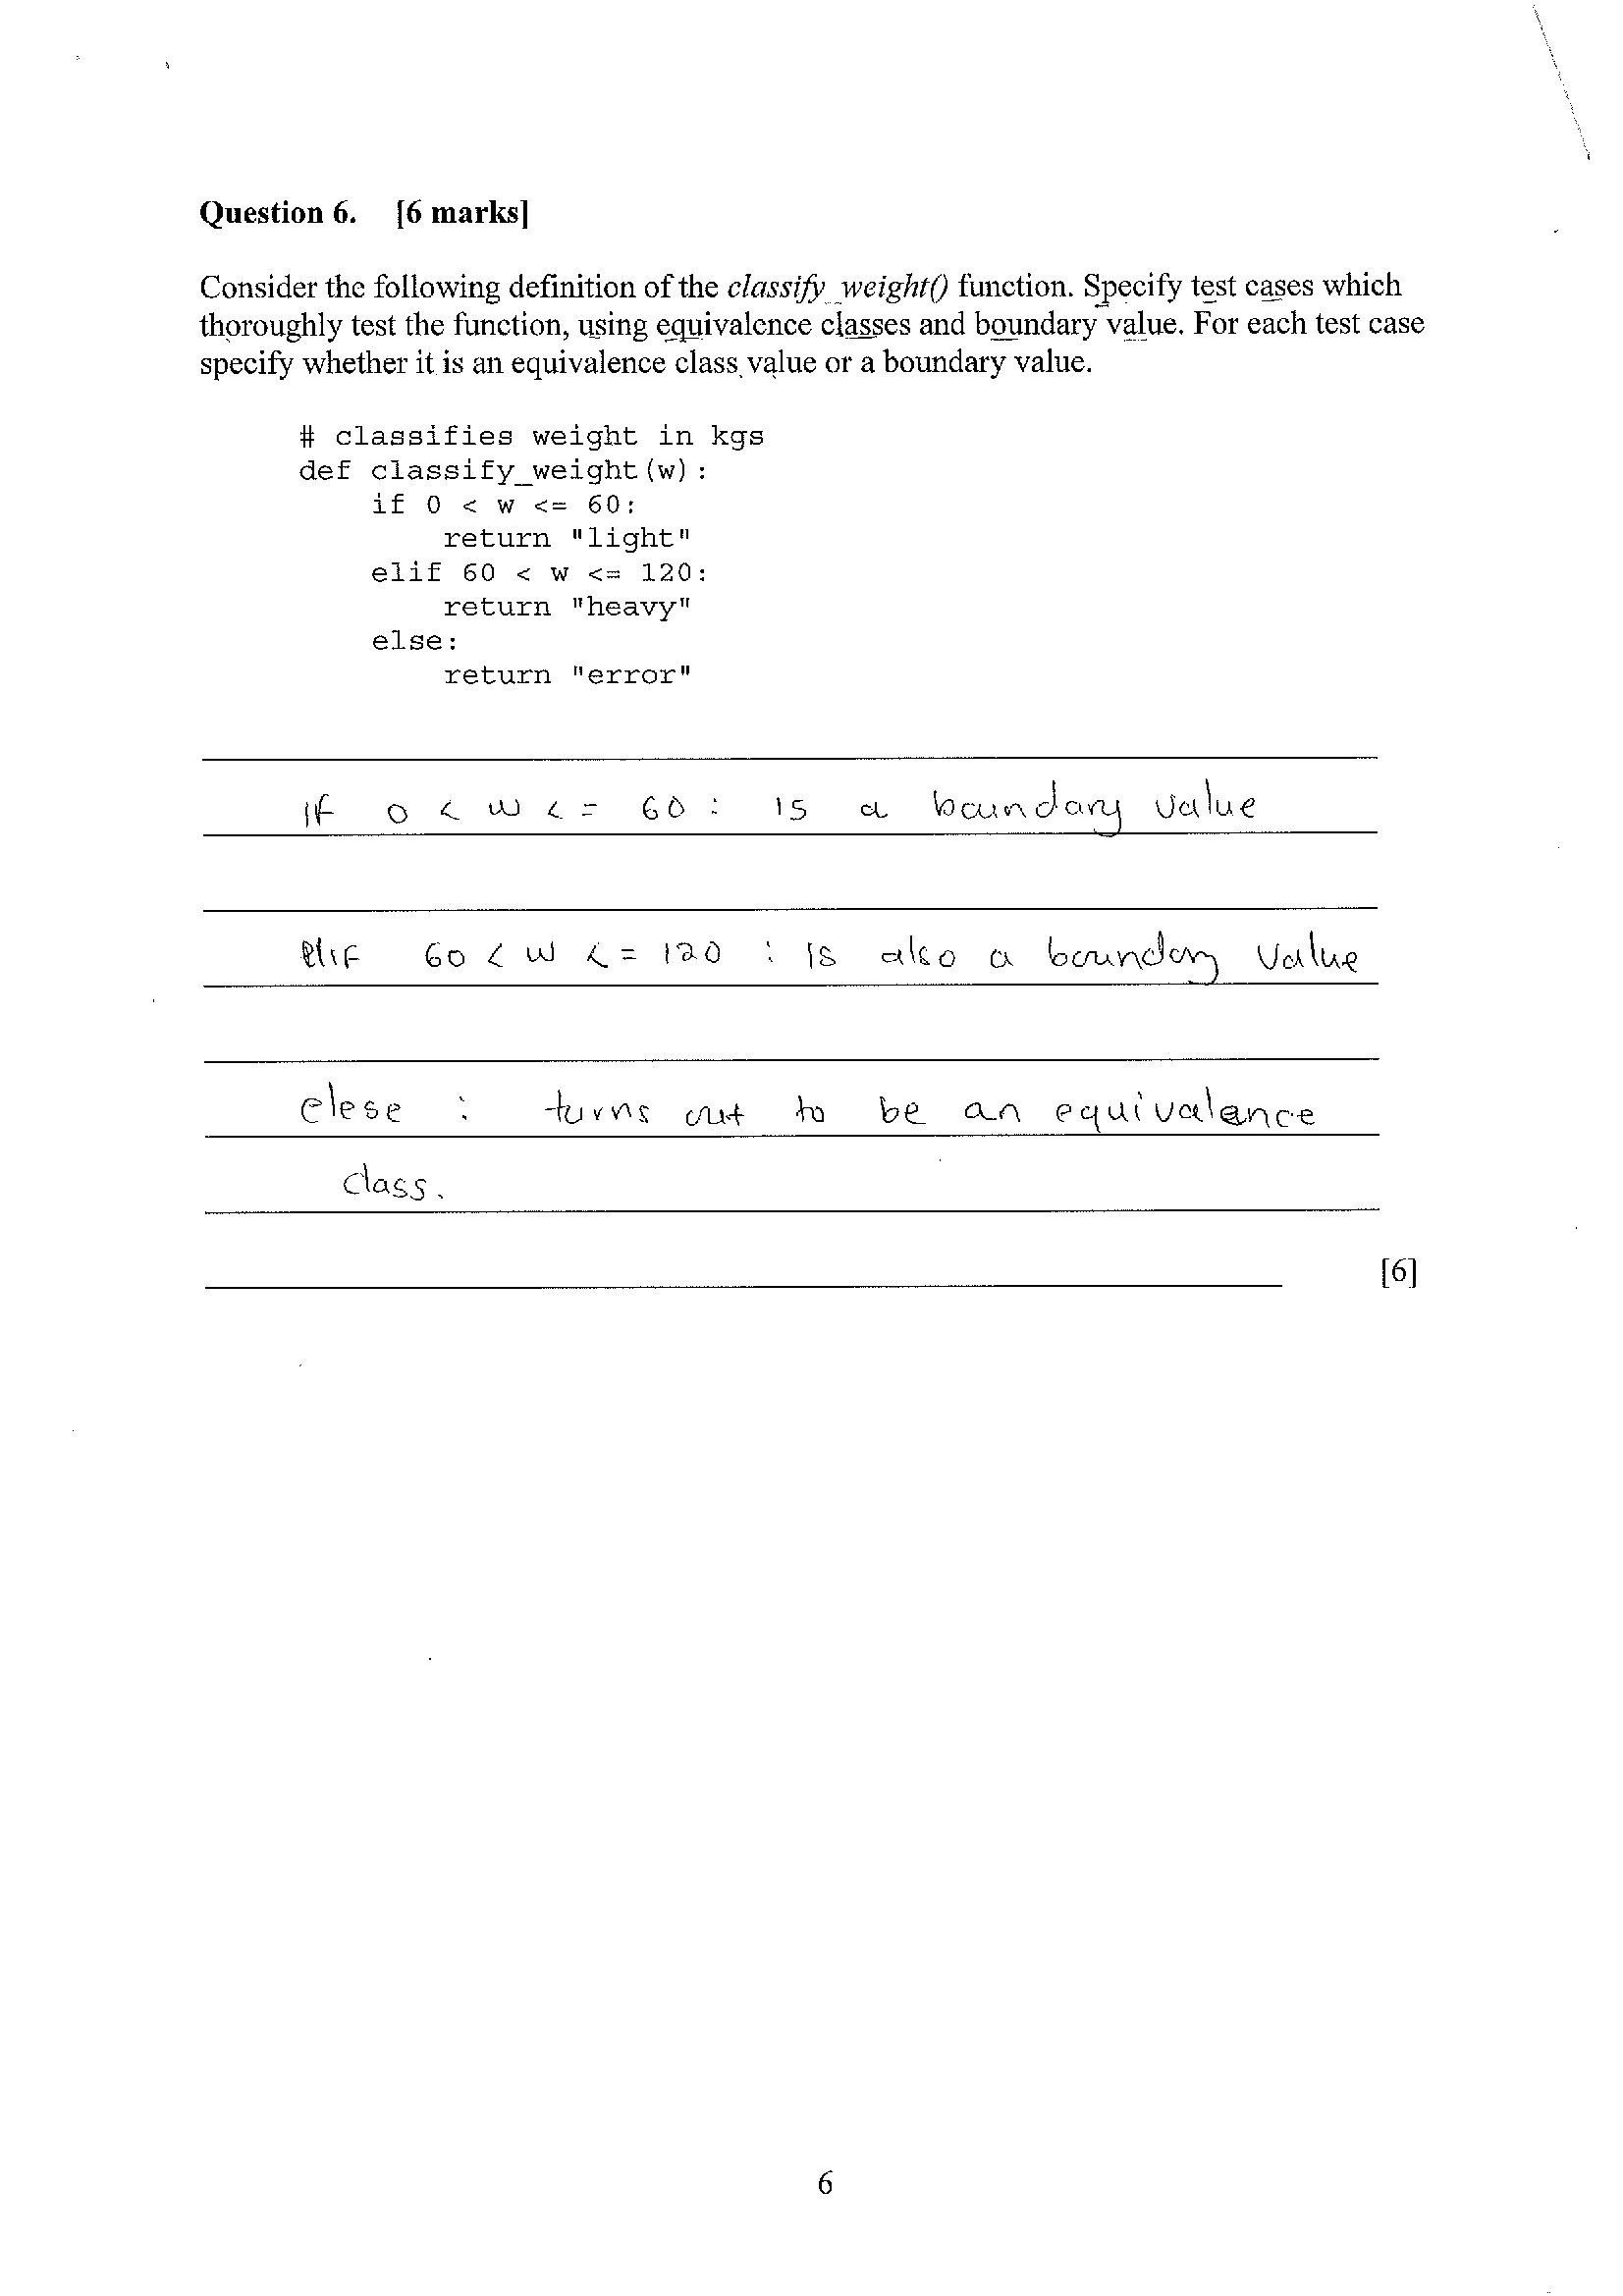 Question 6. [6 marks]
Consider the following definition of the classify_weight() function. Specify test cases which
thoroughly test the function, using equivalence classes and boundary value. For each test case
specify whether it is an equivalence class value or a boundary value.
# classifies weight in kgs
def classify_weight(w):
    if 0 < w <= 60:
        return "light"
    elif 60 < w <= 120:
        return "heavy"
    else:
        return "error"
if 0 < w <= 60 : is a boundary value
elif 60 < w <= 120 : is also a boundary value
elese : turns out to be an equivalance
class.
[6]
6